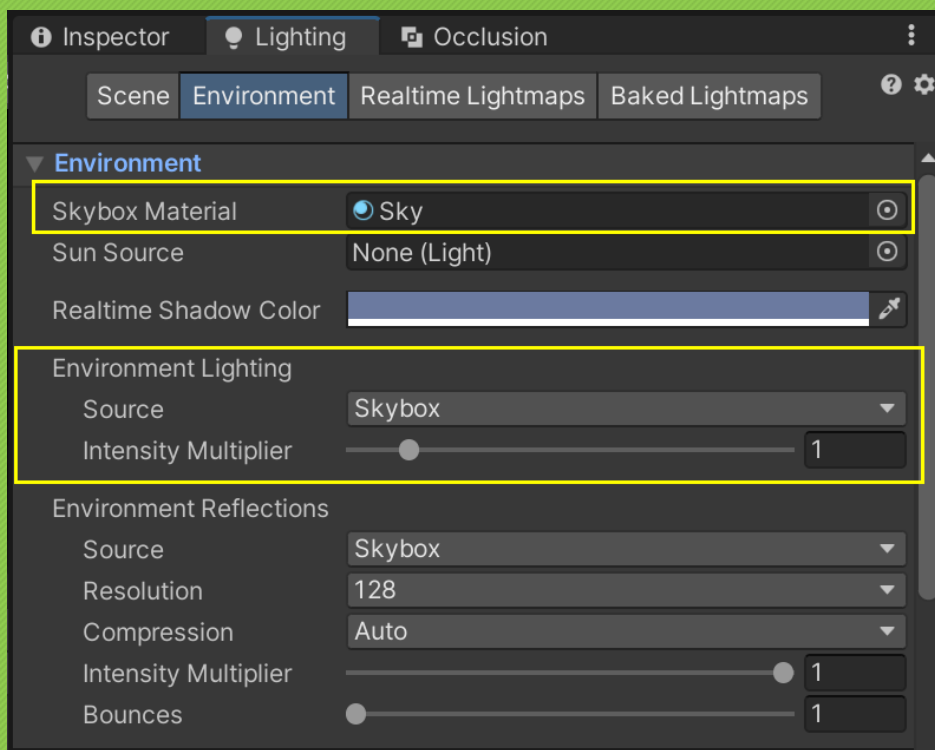 Inspector Lighting Occlusion
Scene Environment Realtime Lightmaps Baked Lightmaps
Environment
Skybox Material Sky
Sun Source None (Light)
Realtime Shadow Color
Environment Lighting
Source Skybox
Intensity Multiplier 1
Environment Reflections
Source Skybox
Resolution 128
Compression Auto
Intensity Multiplier 1
Bounces 1